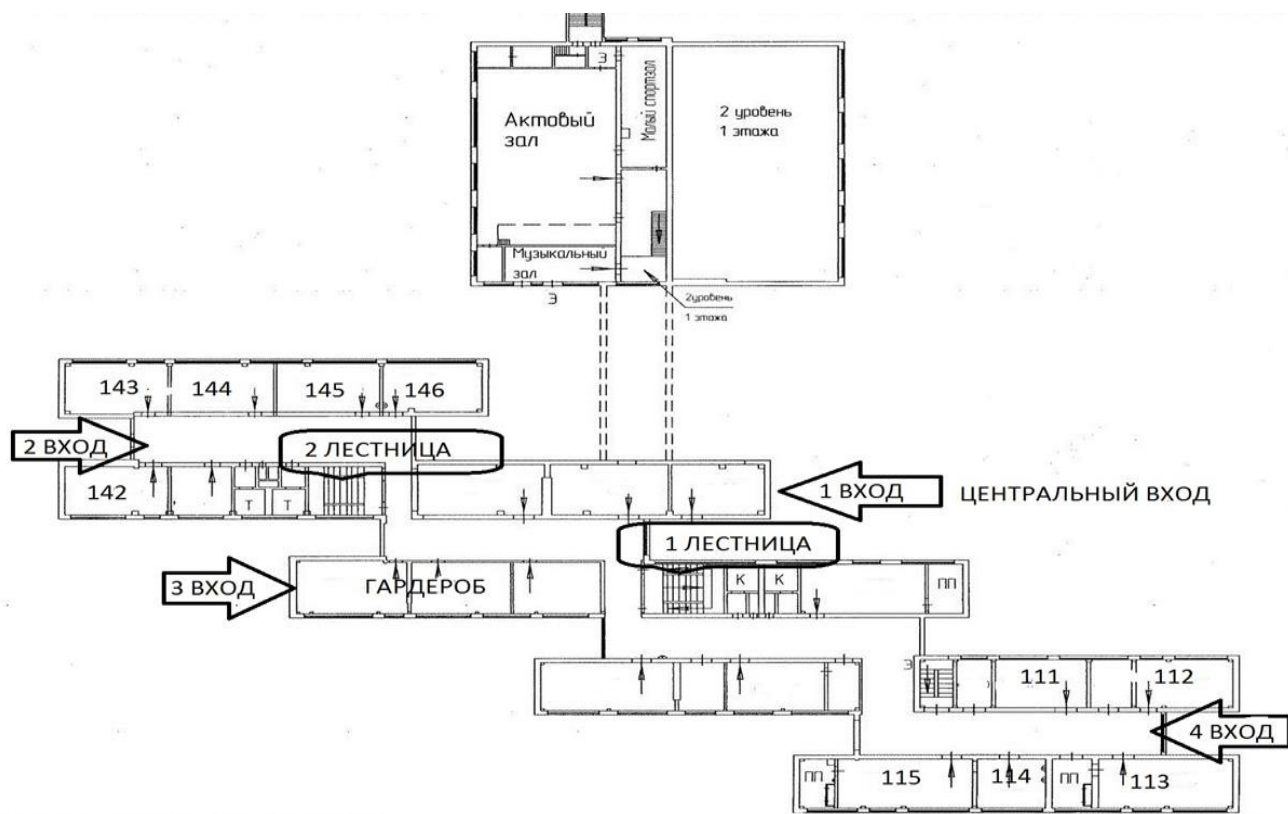 Э
Малый спортзал
Актовый
зал
2 уровень
1 этажа
Музыкальный
зал
Э
2уровень
1 этажа
143
144
145
146
2 ВХОД
2 ЛЕСТНИЦА
142
Т
Т
1 ВХОД
ЦЕНТРАЛЬНЫЙ ВХОД
1 ЛЕСТНИЦА
3 ВХОД
ГАРДЕРОБ
К
К
ПП
Э
111
112
4 ВХОД
ПП
115
114
ПП
113